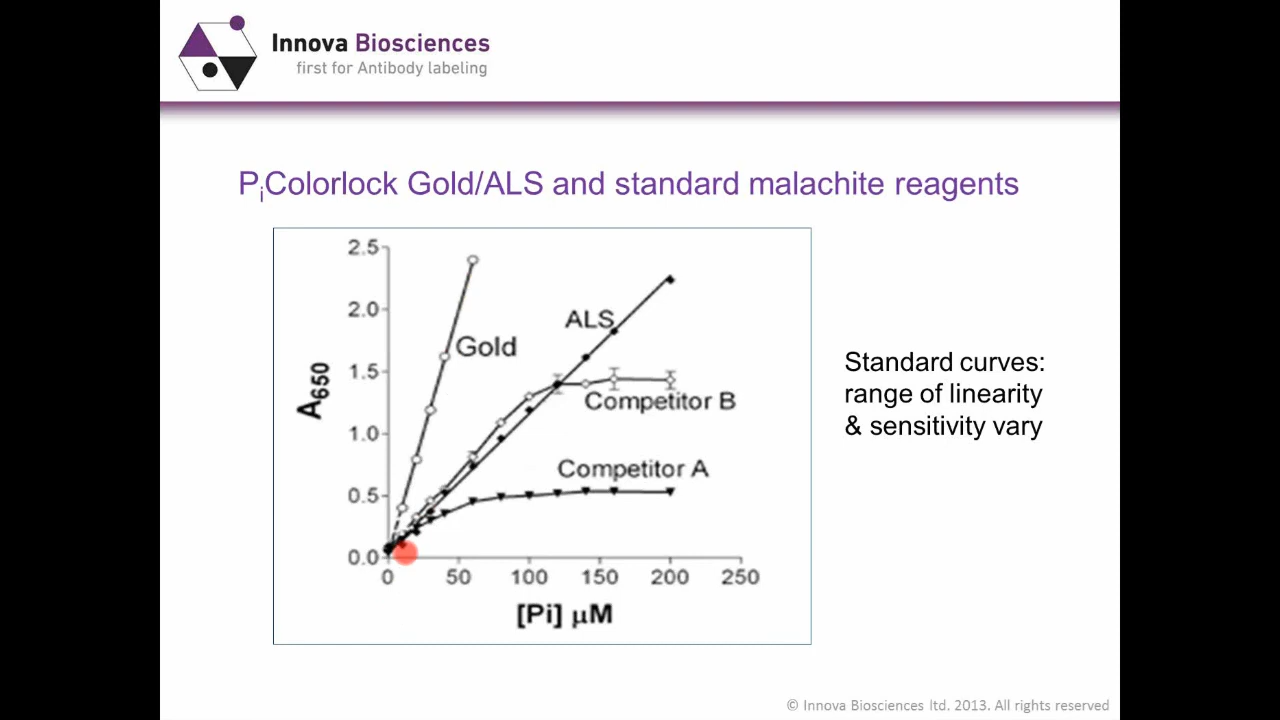 Innova Biosciences
first for Antibody labeling
PiColorlock Gold/ALS and standard malachite reagents
2.5
2.0
1.5
1.0
0.5
0.0
A650
Gold
ALS
Competitor B
Competitor A
0 50 100 150 200 250
[Pi] µM
Standard curves:
range of linearity
& sensitivity vary
© Innova Biosciences ltd. 2013. All rights reserved